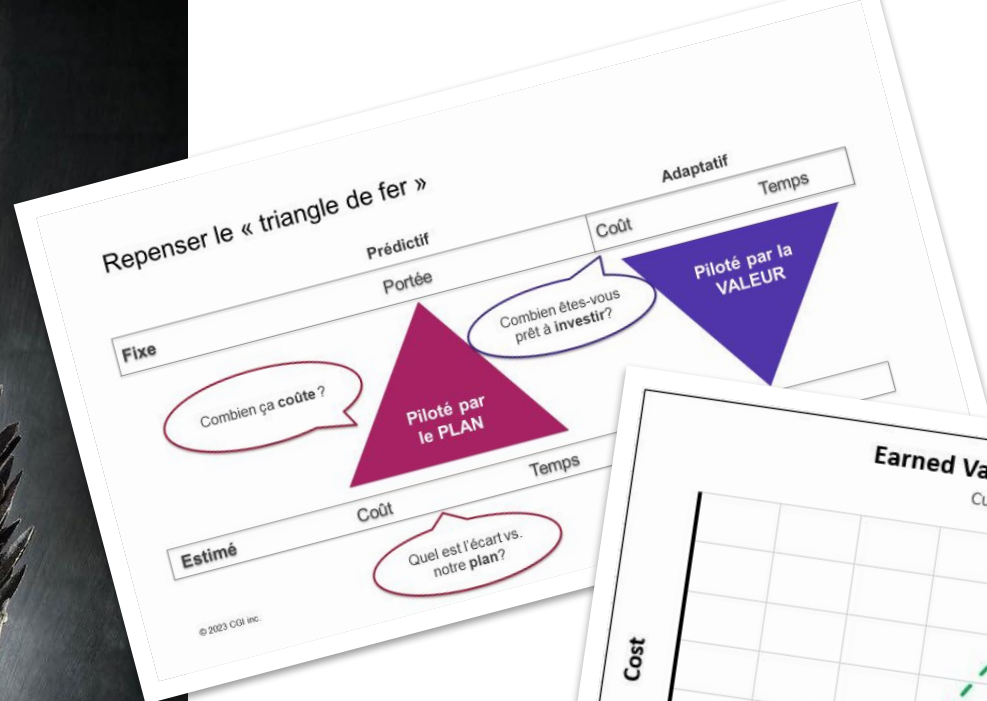 Repenser le « triangle de fer »
Prédictif
Adaptatif
Fixe
Portée
Coût
Temps
Combien ça coûte ?
Piloté par
le PLAN
Combien êtes-vous
prêt à investir?
Piloté par la
VALEUR
Estimé
Coût
Temps
Quel est l'écart vs.
notre plan?
© 2023 CGI inc.
Earned
Cost